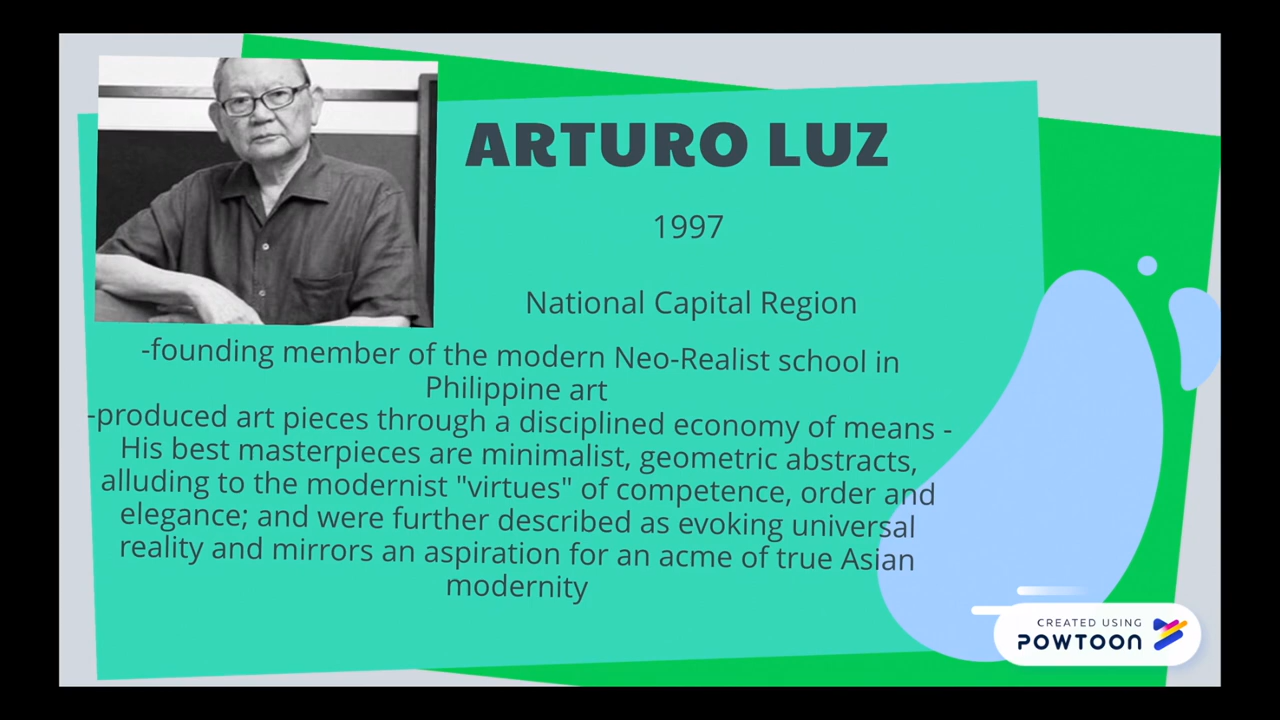 ARTURO LUZ
1997
National Capital Region
-founding member of the modern Neo-Realist school in
Philippine art
-produced art pieces through a disciplined economy of means -
His best masterpieces are minimalist, geometric abstracts,
alluding to the modernist "virtues" of competence, order and
elegance; and were further described as evoking universal
reality and mirrors an aspiration for an acme of true Asian
modernity
CREATED USING
POWTOON